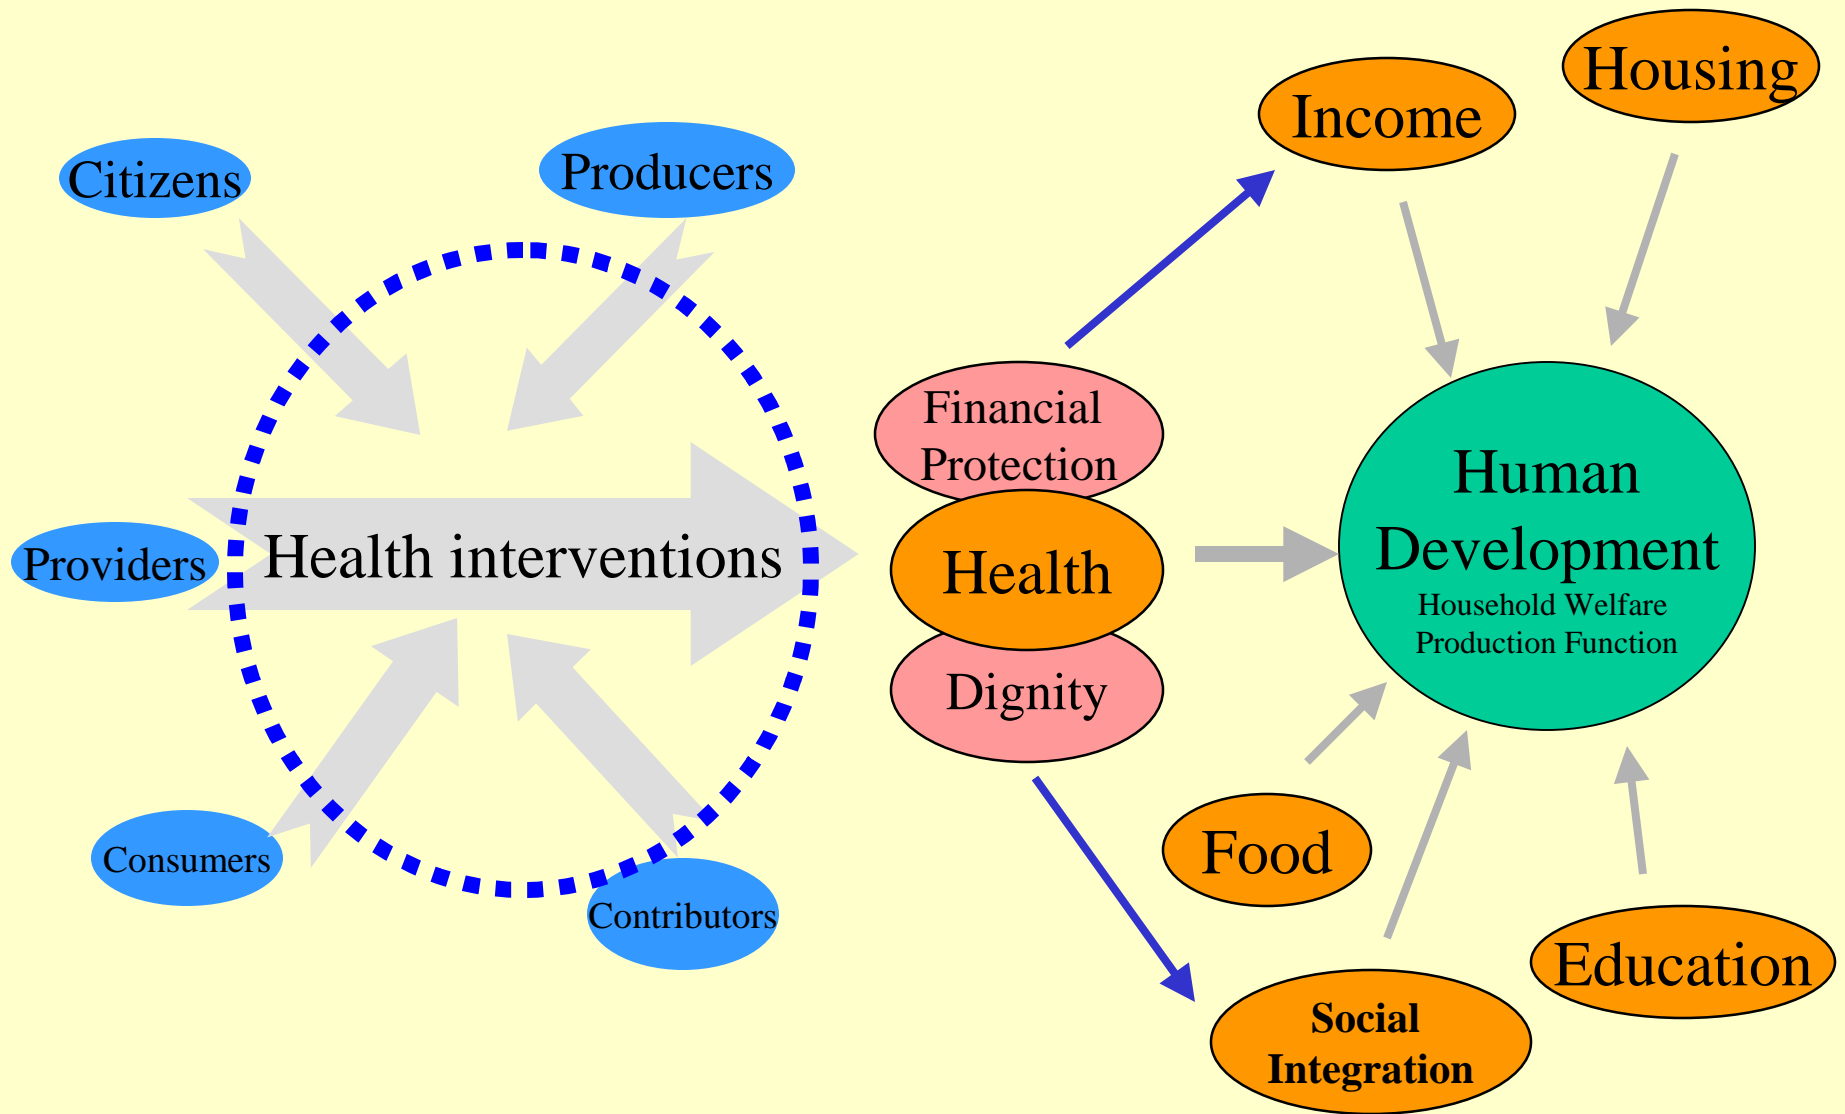 Citizens
Producers
Providers
Health interventions
Consumers
Contributors
Financial
Protection
Health
Dignity
Income
Housing
Human
Development
Household Welfare
Production Function
Food
Education
Social
Integration